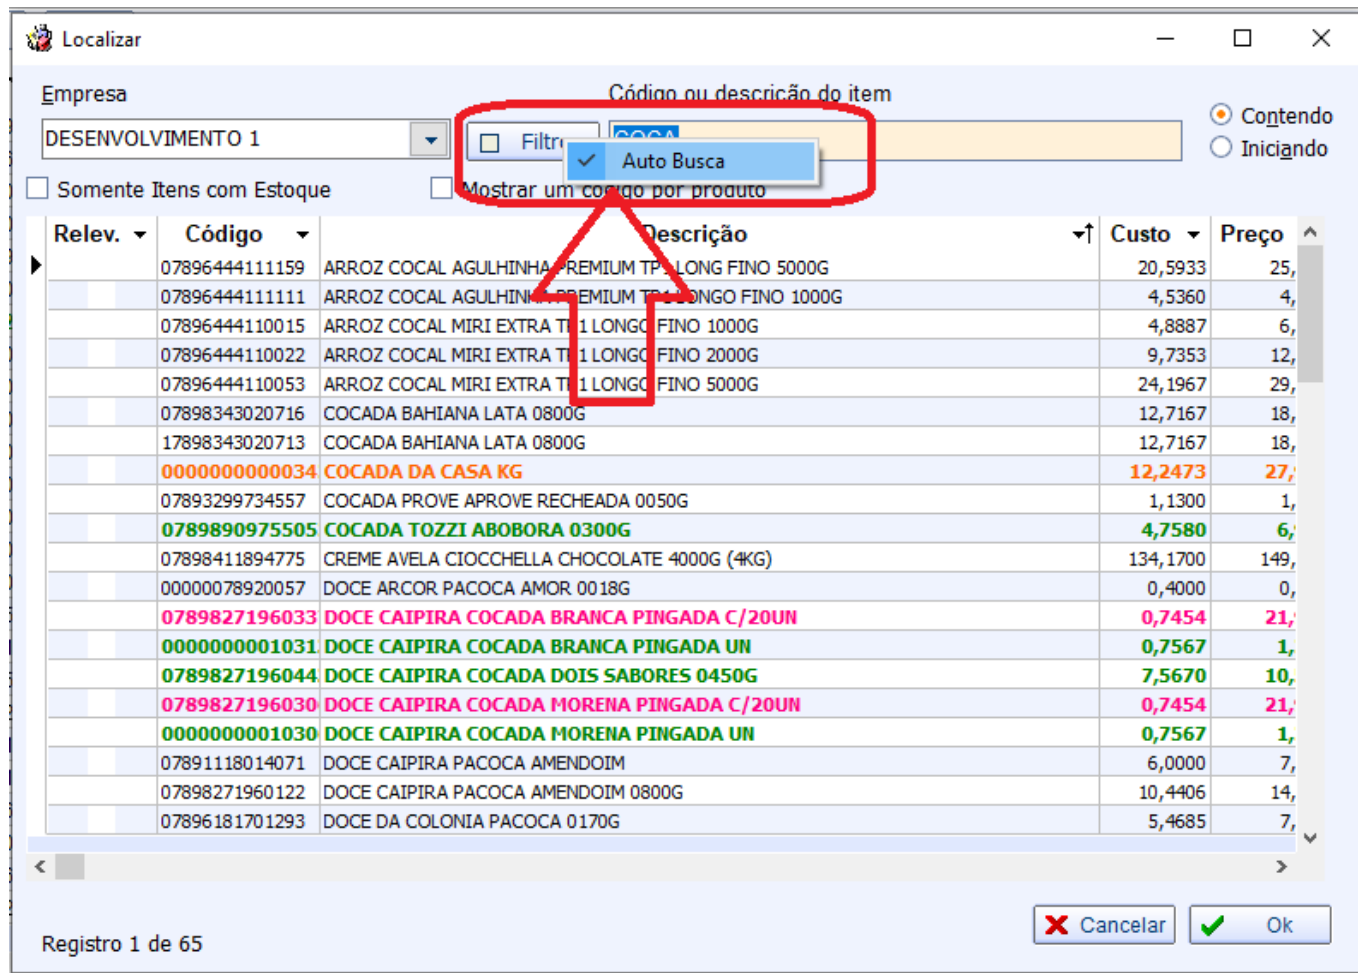 Localizar
Empresa
Código ou descrição do item
DESENVOLVIMENTO 1
COCA
Auto Busca
Contendo
Iniciando
Somente Itens com Estoque
Mostrar um codigo por produto
Relev. Código Descrição Custo Preço
07896444111159 ARROZ COCAL AGULHINHA PREMIUM TP1 LONG FINO 5000G 20,5933 25,
07896444111111 ARROZ COCAL AGULHINHA PREMIUM TP1 LONGO FINO 1000G 4,5360 4,
07896444110015 ARROZ COCAL MIRI EXTRA TP1 LONGO FINO 1000G 4,8887 6,
07896444110022 ARROZ COCAL MIRI EXTRA TP1 LONGO FINO 2000G 9,7353 12,
07896444110053 ARROZ COCAL MIRI EXTRA TP1 LONGO FINO 5000G 24,1967 29,
07898343020716 COCADA BAHIANA LATA 0800G 12,7167 18,
17898343020713 COCADA BAHIANA LATA 0800G 12,7167 18,
0000000000034 COCADA DA CASA KG 12,2473 27,
07893299734557 COCADA PROVE APROVE RECHEADA 0050G 1,1300 1,
0789890975505 COCADA TOZZI ABOBORA 0300G 4,7580 6,
07898411894775 CREME AVELA CIOCCHELLA CHOCOLATE 4000G (4KG) 134,1700 149,
00000078920057 DOCE ARCOR PACOCA AMOR 0018G 0,4000 0,
0789827196033 DOCE CAIPIRA COCADA BRANCA PINGADA C/20UN 0,7454 21,
0000000001031 DOCE CAIPIRA COCADA BRANCA PINGADA UN 0,7567 1,
0789827196044 DOCE CAIPIRA COCADA DOIS SABORES 0450G 7,5670 10,
0789827196030 DOCE CAIPIRA COCADA MORENA PINGADA C/20UN 0,7454 21,
0000000001030 DOCE CAIPIRA COCADA MORENA PINGADA UN 0,7567 1,
07891118014071 DOCE CAIPIRA PACOCA AMENDOIM 6,0000 7,
07898271960122 DOCE CAIPIRA PACOCA AMENDOIM 0800G 10,4406 14,
07896181701293 DOCE DA COLONIA PACOCA 0170G 5,4685 7,
Cancelar
Ok
Registro 1 de 65